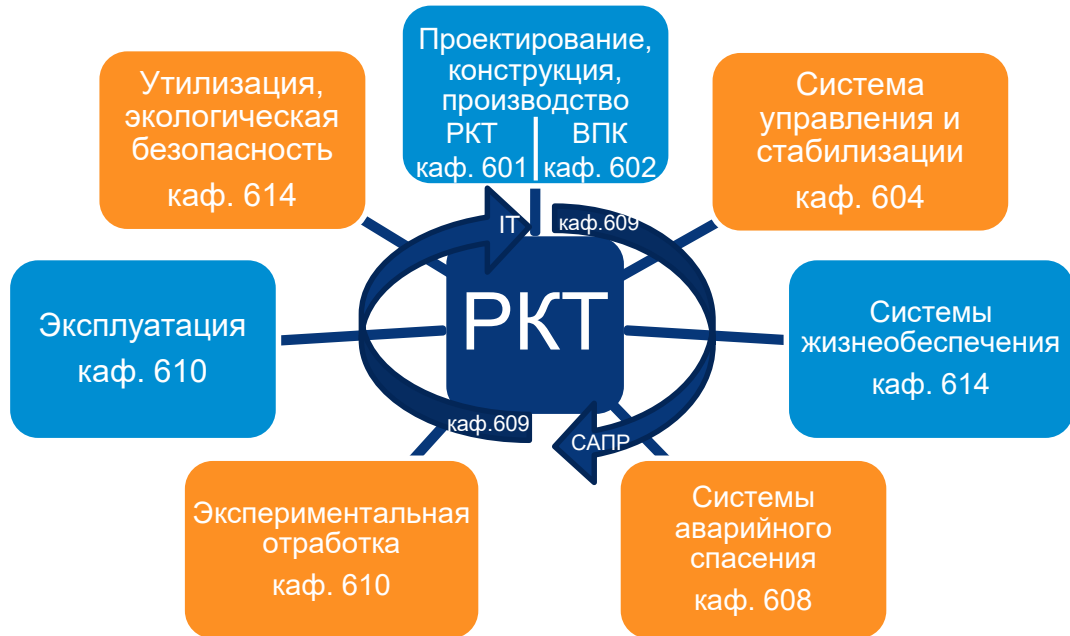 Проектирование,
конструкция,
производство
РКТ ВПК
каф. 601 каф. 602
Утилизация,
экологическая
безопасность
каф. 614
Система
управления и
стабилизации
каф. 604
IT
каф.609
РКТ
Эксплуатация
каф. 610
Системы
жизнеобеспечения
каф. 614
каф.609
САПР
Экспериментальная
отработка
каф. 610
Системы
аварийного
спасения
каф. 608